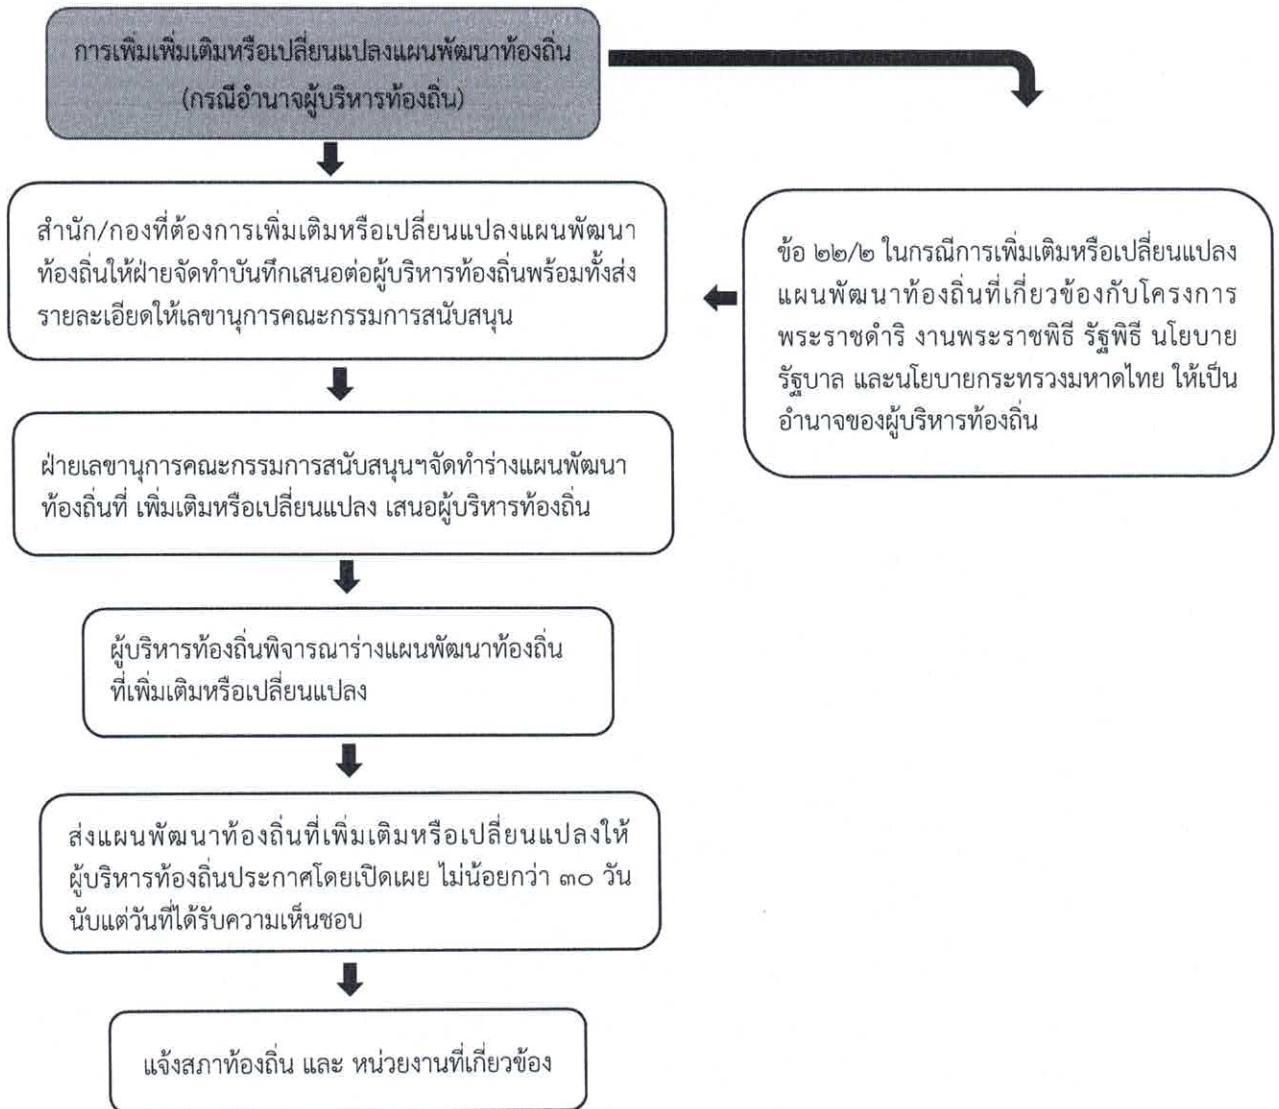 การเพิ่มเพิ่มเติมหรือเปลี่ยนแปลงแผนพัฒนาท้องถิ่น
(กรณีอำนาจผู้บริหารท้องถิ่น)
สำนัก/กองที่ต้องการเพิ่มเติมหรือเปลี่ยนแปลงแผนพัฒนา
ท้องถิ่นให้ฝ่ายจัดทำบันทึกเสนอต่อผู้บริหารท้องถิ่นพร้อมทั้งส่ง
รายละเอียดให้เลขานุการคณะกรรมการสนับสนุน
ข้อ ๒๒/๒ ในกรณีการเพิ่มเติมหรือเปลี่ยนแปลง
แผนพัฒนาท้องถิ่นที่เกี่ยวข้องกับโครงการ
พระราชดำริ งานพระราชพิธี รัฐพิธี นโยบาย
รัฐบาล และนโยบายกระทรวงมหาดไทย ให้เป็น
อำนาจของผู้บริหารท้องถิ่น
ฝ่ายเลขานุการคณะกรรมการสนับสนุนฯจัดทำร่างแผนพัฒนา
ท้องถิ่นที่ เพิ่มเติมหรือเปลี่ยนแปลง เสนอผู้บริหารท้องถิ่น
ผู้บริหารท้องถิ่นพิจารณาร่างแผนพัฒนาท้องถิ่น
ที่เพิ่มเติมหรือเปลี่ยนแปลง
ส่งแผนพัฒนาท้องถิ่นที่เพิ่มเติมหรือเปลี่ยนแปลงให้
ผู้บริหารท้องถิ่นประกาศโดยเปิดเผย ไม่น้อยกว่า ๓๐ วัน
นับแต่วันที่ได้รับความเห็นชอบ
แจ้งสภาท้องถิ่น และ หน่วยงานที่เกี่ยวข้อง